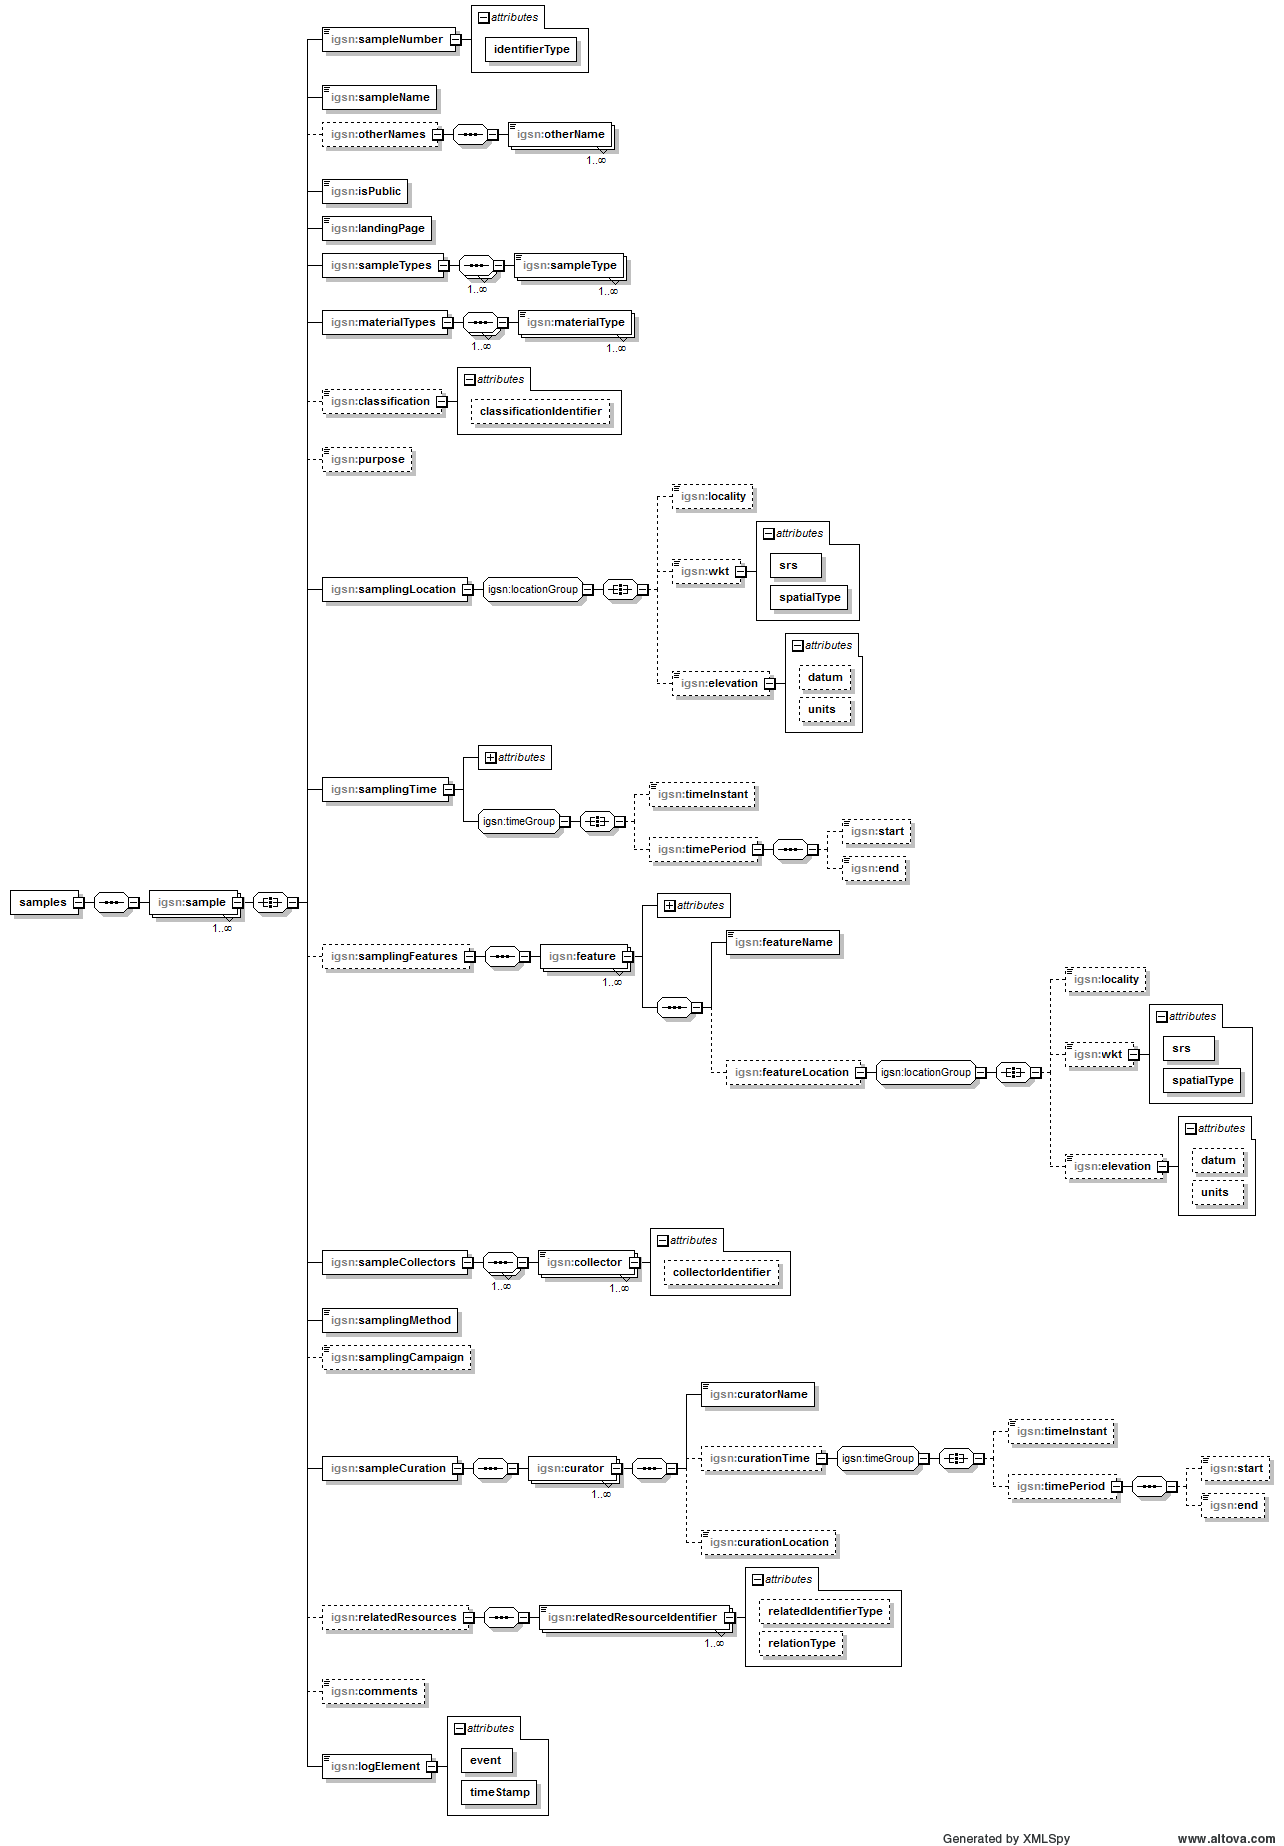 attributes
igsn:sampleNumber
identifierType
igsn:sampleName
igsn:otherNames
igsn:otherName
1..∞
igsn:isPublic
igsn:landingPage
igsn:sampleTypes
igsn:sampleType
1..∞
1..∞
igsn:materialTypes
igsn:materialType
1..∞
1..∞
attributes
igsn:classification
classificationIdentifier
igsn:purpose
igsn:locality
attributes
igsn:wkt
srs
spatialType
igsn:samplingLocation
igsn:locationGroup
attributes
igsn:elevation
datum
units
attributes
igsn:samplingTime
igsn:timeInstant
igsn:timeGroup
igsn:start
igsn:timePeriod
igsn:end
samples
igsn:sample
1..∞
attributes
igsn:featureName
igsn:samplingFeatures
igsn:feature
1..∞
igsn:locality
attributes
igsn:wkt
srs
spatialType
igsn:featureLocation
igsn:locationGroup
attributes
igsn:elevation
datum
units
attributes
igsn:sampleCollectors
igsn:collector
collectorIdentifier
1..∞
1..∞
igsn:samplingMethod
igsn:samplingCampaign
igsn:curatorName
igsn:timeInstant
igsn:curationTime
igsn:timeGroup
igsn:sampleCuration
igsn:curator
1..∞
igsn:start
igsn:timePeriod
igsn:end
igsn:curationLocation
attributes
igsn:relatedResources
igsn:relatedResourceIdentifier
1..∞
relatedIdentifierType
relationType
igsn:comments
attributes
igsn:logElement
event
timeStamp
Generated by XMLSpy
www.altova.com